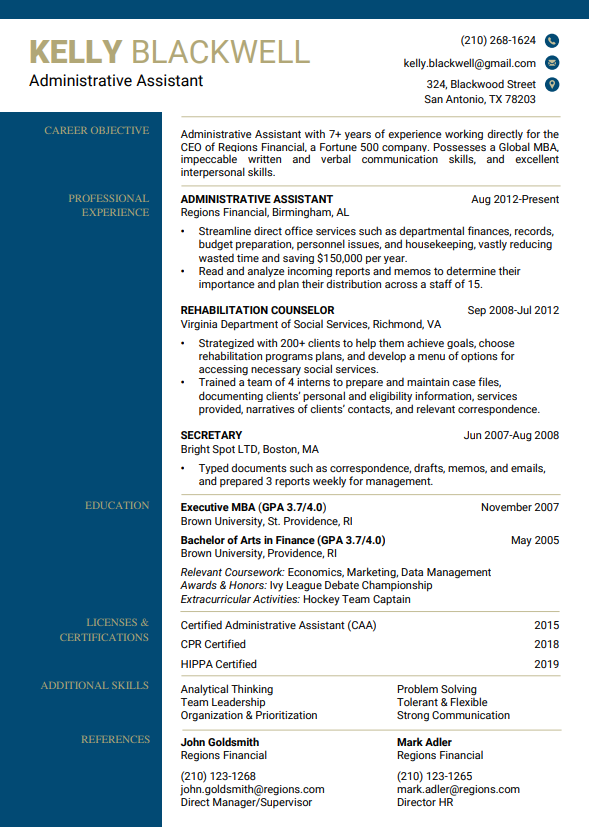 KELLY BLACKWELL
Administrative Assistant
(210) 268-1624
kelly.blackwell@gmail.com
324, Blackwood Street
San Antonio, TX 78203
CAREER OBJECTIVE
Administrative Assistant with 7+ years of experience working directly for the
CEO of Regions Financial, a Fortune 500 company. Possesses a Global MBA,
impeccable written and verbal communication skills, and excellent
interpersonal skills.
PROFESSIONAL
EXPERIENCE
ADMINISTRATIVE ASSISTANT Aug 2012-Present
Regions Financial, Birmingham, AL
• Streamline direct office services such as departmental finances, records,
budget preparation, personnel issues, and housekeeping, vastly reducing
wasted time and saving $150,000 per year.
• Read and analyze incoming reports and memos to determine their
importance and plan their distribution across a staff of 15.
REHABILITATION COUNSELOR Sep 2008-Jul 2012
Virginia Department of Social Services, Richmond, VA
• Strategized with 200+ clients to help them achieve goals, choose
rehabilitation programs plans, and develop a menu of options for
accessing necessary social services.
• Trained a team of 4 interns to prepare and maintain case files,
documenting clients’ personal and eligibility information, services
provided, narratives of clients’ contacts, and relevant correspondence.
SECRETARY Jun 2007-Aug 2008
Bright Spot LTD, Boston, MA
• Typed documents such as correspondence, drafts, memos, and emails,
and prepared 3 reports weekly for management.
EDUCATION
Executive MBA (GPA 3.7/4.0) November 2007
Brown University, St. Providence, RI
Bachelor of Arts in Finance (GPA 3.7/4.0) May 2005
Brown University, Providence, RI
Relevant Coursework: Economics, Marketing, Data Management
Awards & Honors: Ivy League Debate Championship
Extracurricular Activities: Hockey Team Captain
LICENSES &
CERTIFICATIONS
Certified Administrative Assistant (CAA) 2015
CPR Certified 2018
HIPPA Certified 2019
ADDITIONAL SKILLS
Analytical Thinking Problem Solving
Team Leadership Tolerant & Flexible
Organization & Prioritization Strong Communication
REFERENCES
John Goldsmith Mark Adler
Regions Financial Regions Financial
(210) 123-1268 (210) 123-1265
john.goldsmith@regions.com mark.adler@regions.com
Direct Manager/Supervisor Director HR